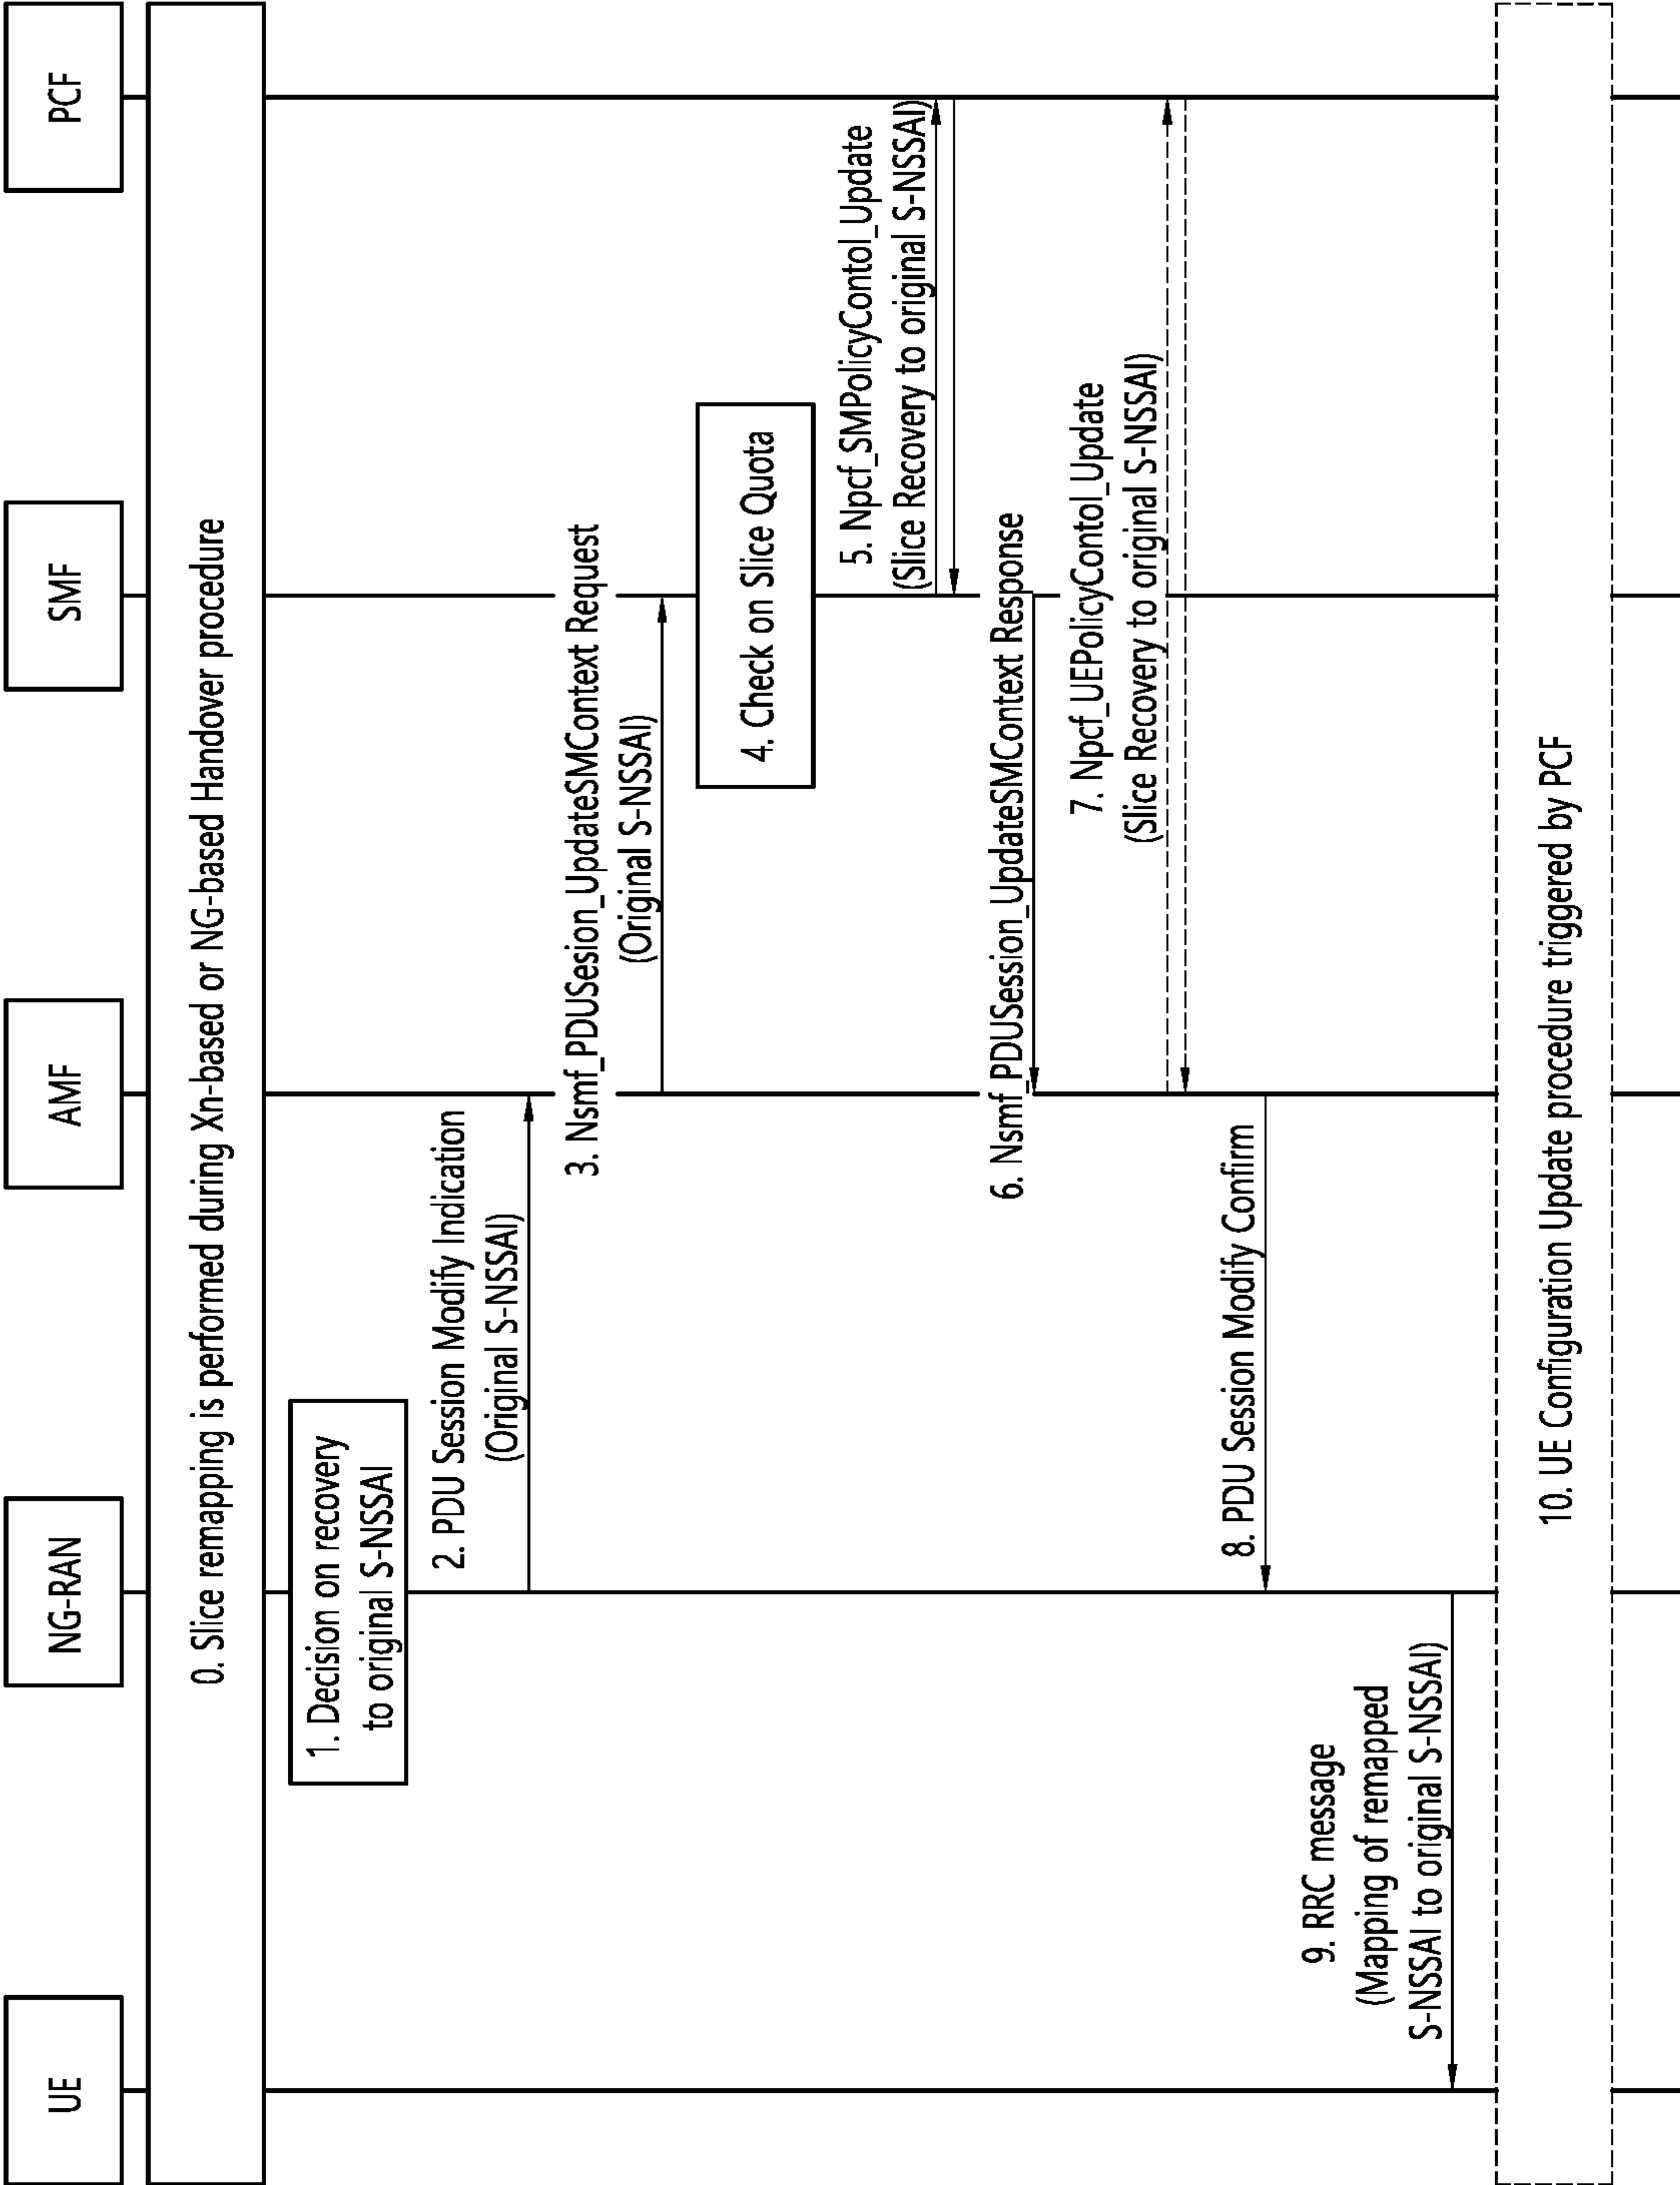 UE
NG-RAN
AMF
SMF
PCF
0. Slice remapping is performed during Xn-based or NG-based Handover procedure
1. Decision on recovery
to original S-NSSAI
2. PDU Session Modify Indication
(Original S-NSSAI)
3. Nsmf_PDUSesion_UpdateSMContext Request
(Original S-NSSAI)
4. Check on Slice Quota
5. Npcf_SMPolicyContol_Update
(Slice Recovery to original S-NSSAI)
6. Nsmf_PDUSession_UpdateSMContext Response
7. Npcf_UEPolicyContol_Update
(Slice Recovery to original S-NSSAI)
8. PDU Session Modify Confirm
9. RRC message
(Mapping of remapped
S-NSSAI to original S-NSSAI)
10. UE Configuration Update procedure triggered by PCF